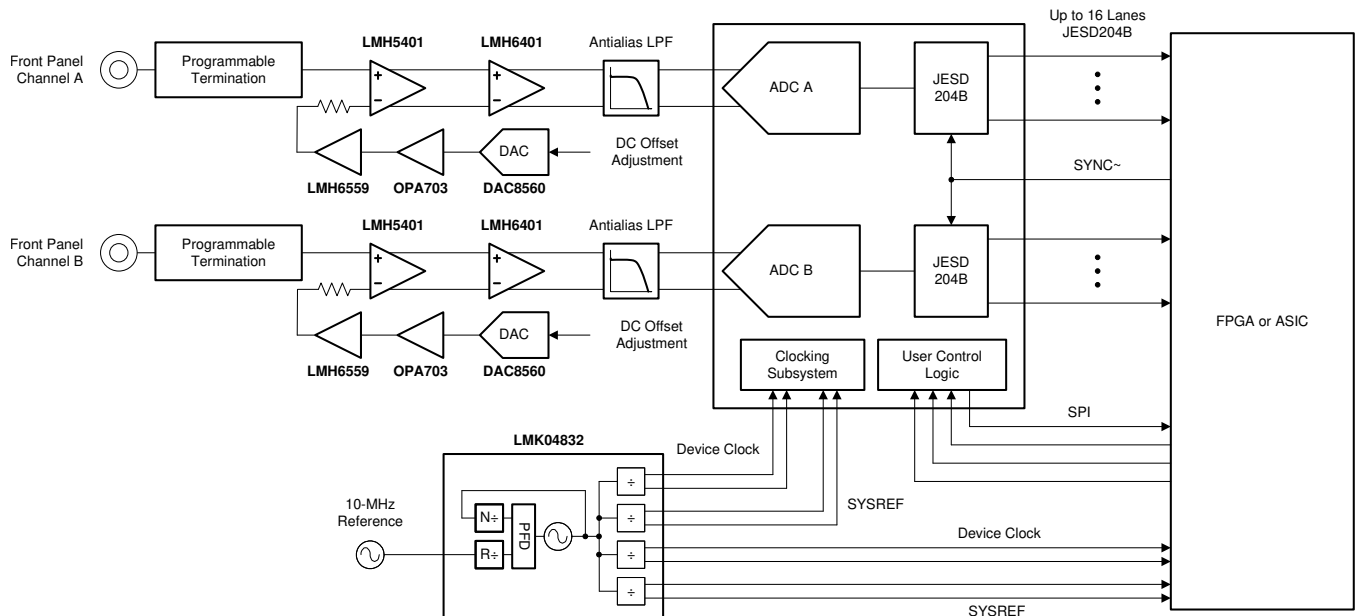 Up to 16 Lanes
JESD204B
LMH5401
LMH6401
Antialias LPF
Front Panel
Channel A
Programmable
Termination
+
−
+
−
ADC A
JESD
204B
DAC
DC Offset
Adjustment
LMH6559
OPA703
DAC8560
SYNC~
LMH5401
LMH6401
Antialias LPF
Front Panel
Channel B
Programmable
Termination
+
−
+
−
ADC B
JESD
204B
FPGA or ASIC
DAC
DC Offset
Adjustment
LMH6559
OPA703
DAC8560
Clocking
Subsystem
User Control
Logic
SPI
LMK04832
Device Clock
÷
10-MHz
Reference
N÷
PFD
÷
SYSREF
R÷
÷
Device Clock
÷
SYSREF